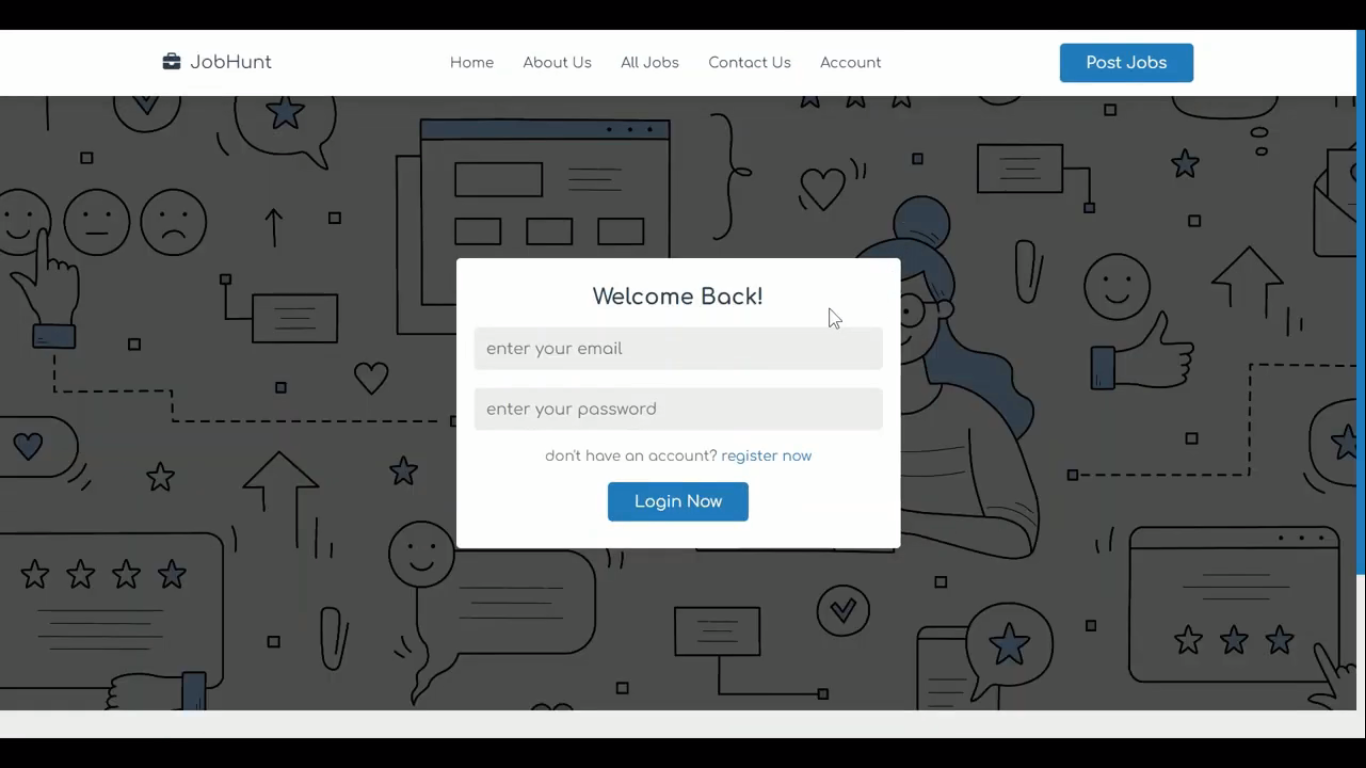 JobHunt
Home About Us All Jobs Contact Us Account
Post Jobs
Welcome Back!
enter your email
enter your password
don't have an account? register now
Login Now